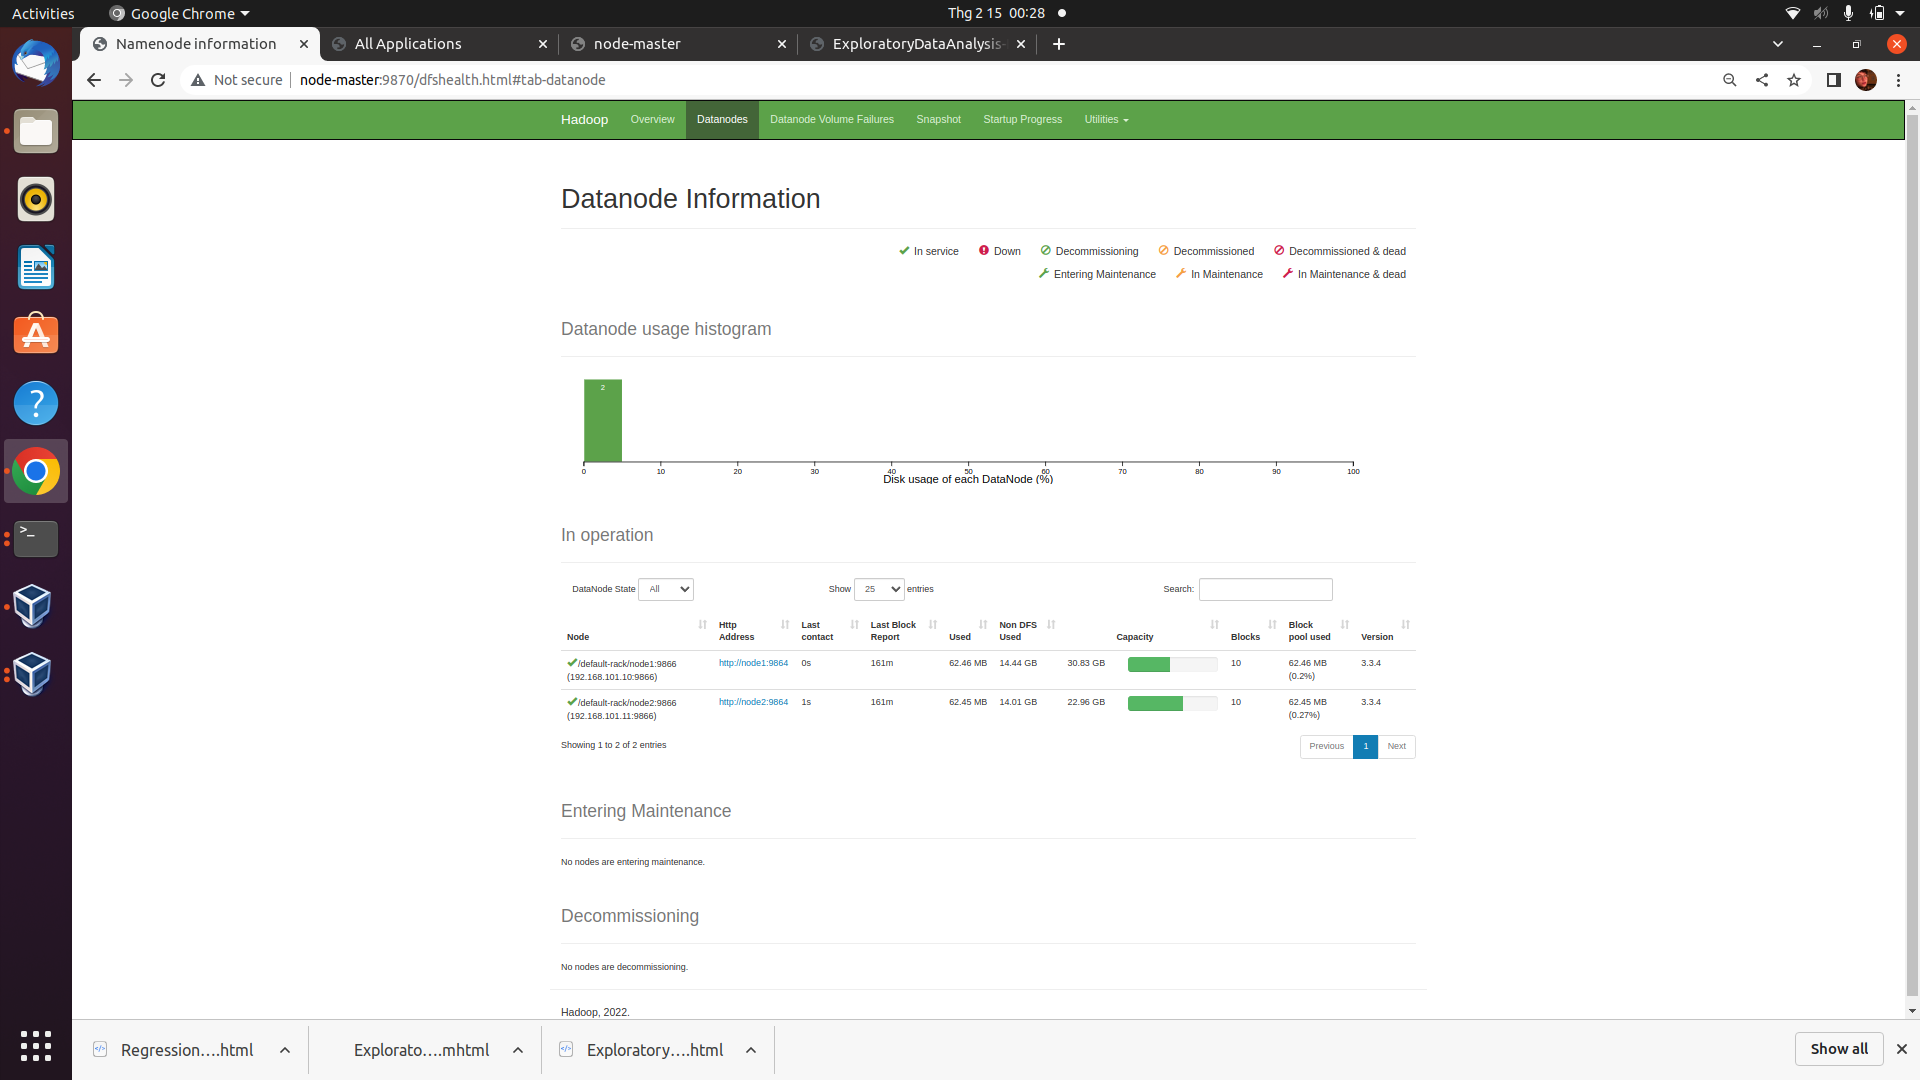 Activities Google Chrome Thg 2 15 00:28
Namenode information All Applications node-master ExploratoryDataAnalysis-
Not secure node-master:9870/dfshealth.html#tab-datanode
Hadoop Overview Datanodes Datanode Volume Failures Snapshot Startup Progress Utilities
Datanode Information
In service Down Decommissioning Decommissioned Decommissioned & dead
Entering Maintenance In Maintenance In Maintenance & dead
Datanode usage histogram
2
0 10 20 30 40 50 60 70 80 90 100
Disk usage of each DataNode (%)
In operation
DataNode State All Show 25 entries Search:
Node Http Address Last contact Last Block Report Used Non DFS Used Capacity Blocks Block pool used Version
/default-rack/node1:9866 (192.168.101.10:9866) http://node1:9864 0s 161m 62.46 MB 14.44 GB 30.83 GB 10 62.46 MB (0.2%) 3.3.4
/default-rack/node2:9866 (192.168.101.11:9866) http://node2:9864 1s 161m 62.45 MB 14.01 GB 22.96 GB 10 62.45 MB (0.27%) 3.3.4
Showing 1 to 2 of 2 entries Previous 1 Next
Entering Maintenance
No nodes are entering maintenance.
Decommissioning
No nodes are decommissioning.
Hadoop, 2022.
Regression....html Explorato....mhtml Exploratory....html Show all